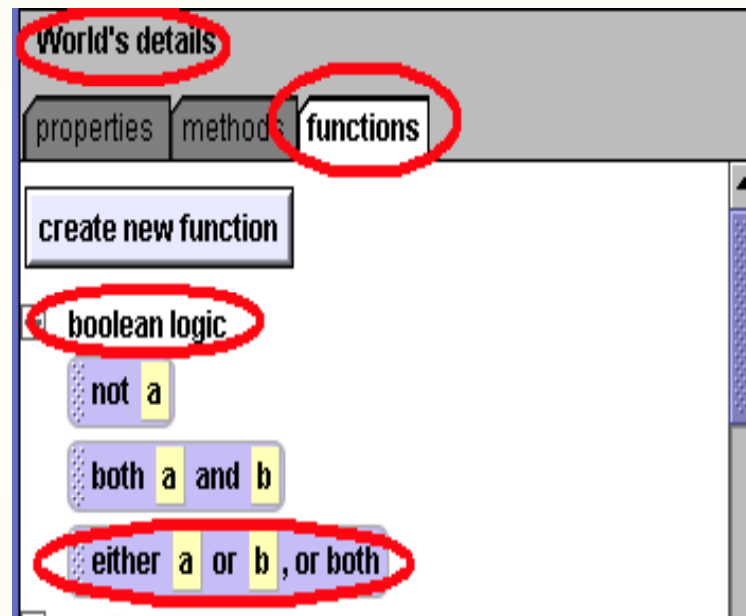 World's details
properties methods functions
create new function
boolean logic
not a
both a and b
either a or b , or both